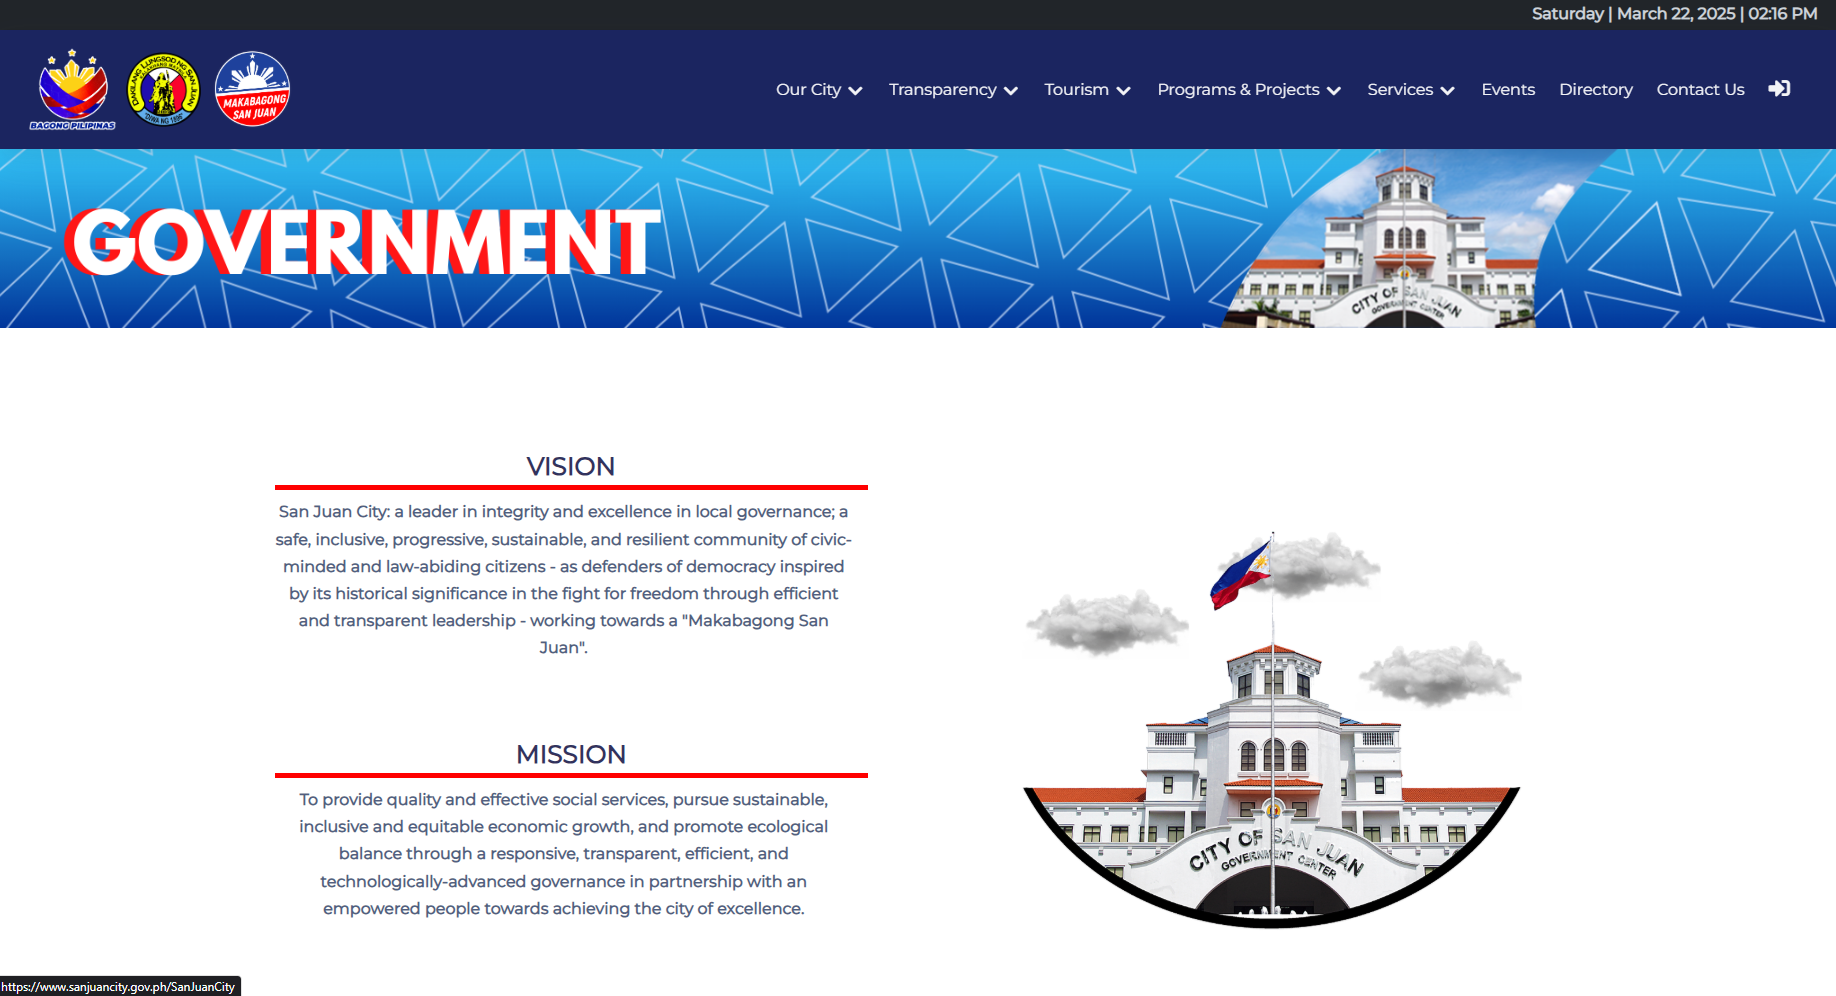 Saturday | March 22, 2025 | 02:16 PM
BAGONG PILIPINAS
DAKILANG LUNGSOD NG SAN JUAN
"DIWA NG 1896"
MAKABAGONG
SAN JUAN
Our City
Transparency
Tourism
Programs & Projects
Services
Events
Directory
Contact Us
GOVERNMENT
CITY OF SAN JUAN
GOVERNMENT CENTER
VISION
San Juan City: a leader in integrity and excellence in local governance; a
safe, inclusive, progressive, sustainable, and resilient community of civic-
minded and law-abiding citizens - as defenders of democracy inspired
by its historical significance in the fight for freedom through efficient
and transparent leadership - working towards a "Makabagong San
Juan".
MISSION
To provide quality and effective social services, pursue sustainable,
inclusive and equitable economic growth, and promote ecological
balance through a responsive, transparent, efficient, and
technologically-advanced governance in partnership with an
empowered people towards achieving the city of excellence.
CITY OF SAN JUAN
GOVERNMENT CENTER
https://www.sanjuancity.gov.ph/SanJuanCity